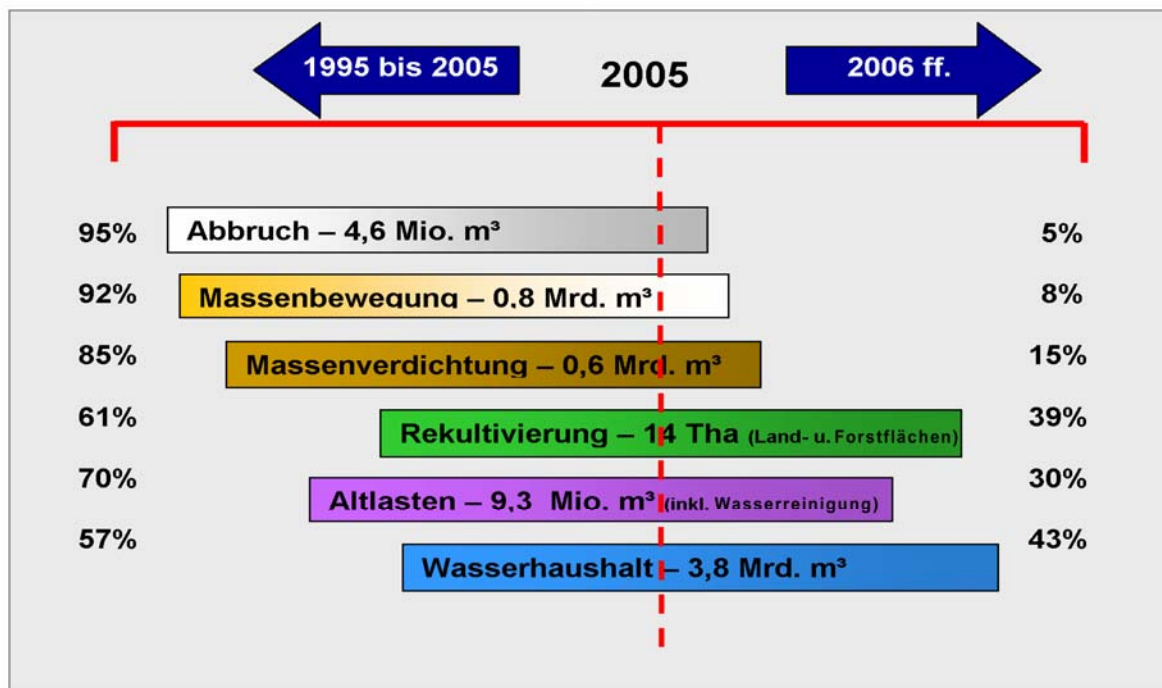 1995 bis 2005 2005 2006 ff.
95% Abbruch – 4,6 Mio. m³ 5%
92% Massenbewegung – 0,8 Mrd. m³ 8%
85% Massenverdichtung – 0,6 Mrd. m³ 15%
61% Rekultivierung – 14 Tha (Land- u. Forstflächen) 39%
70% Altlasten – 9,3 Mio. m³ (inkl. Wasserreinigung) 30%
57% Wasserhaushalt – 3,8 Mrd. m³ 43%